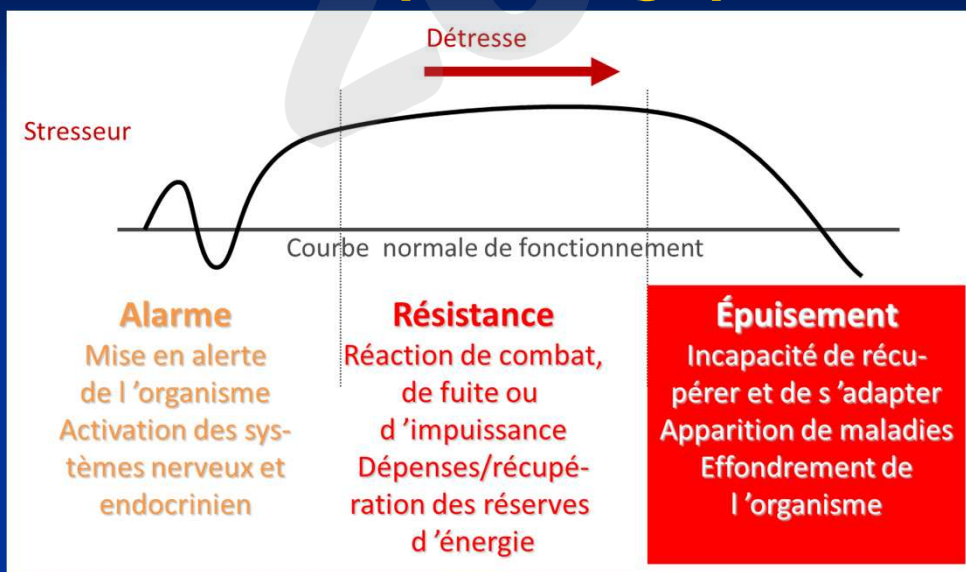 Détresse
Stresseur
Courbe normale de fonctionnement
Alarme
Mise en alerte
de l ’organisme
Activation des sys-
tèmes nerveux et
endocrinien
Résistance
Réaction de combat,
de fuite ou
d ’impuissance
Dépenses/récupé-
ration des réserves
d ’énergie
Épuisement
Incapacité de récu-
pérer et de s ’adapter
Apparition de maladies
Effondrement de
l ’organisme